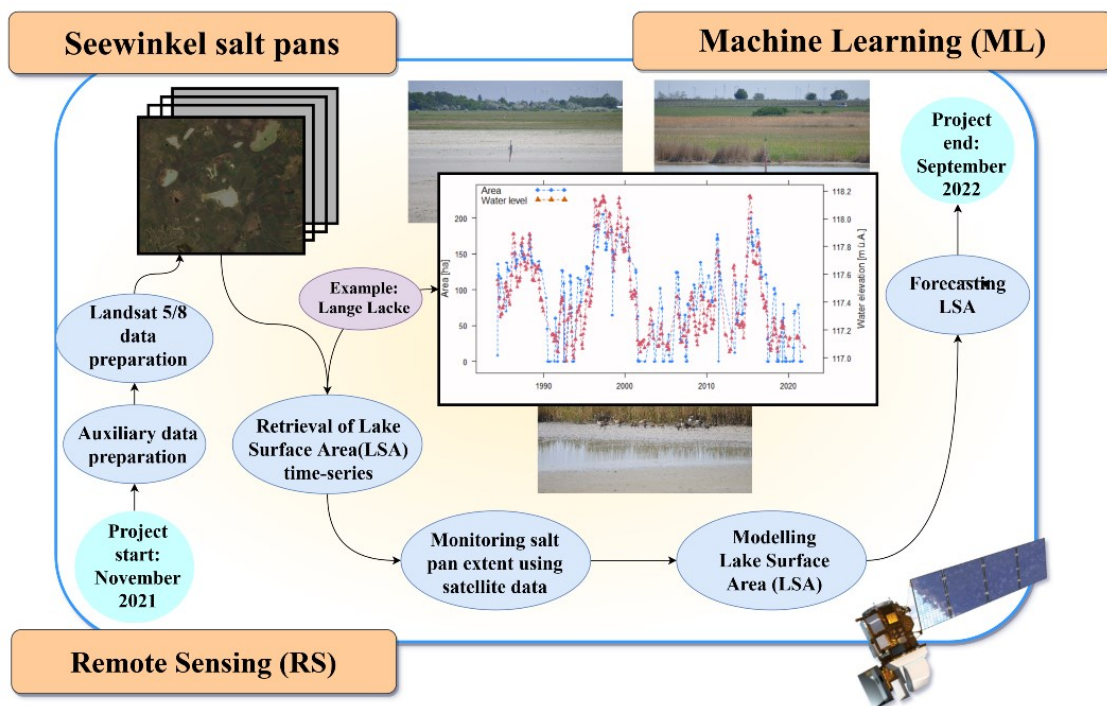 Seewinkel salt pans
Machine Learning (ML)
Project
end:
September
2022
Area
Water level
200
150
100
50
0
Area [ha]
118.2
118.0
117.8
117.6
117.4
117.2
117.0
Water elevation [m ü.A.]
1990
2000
2010
2020
Example:
Lange Lacke
Forecasting
LSA
Landsat 5/8
data
preparation
Auxiliary data
preparation
Retrieval of Lake
Surface Area(LSA)
time-series
Project
start:
November
2021
Monitoring salt
pan extent using
satellite data
Modelling
Lake Surface
Area (LSA)
Remote Sensing (RS)